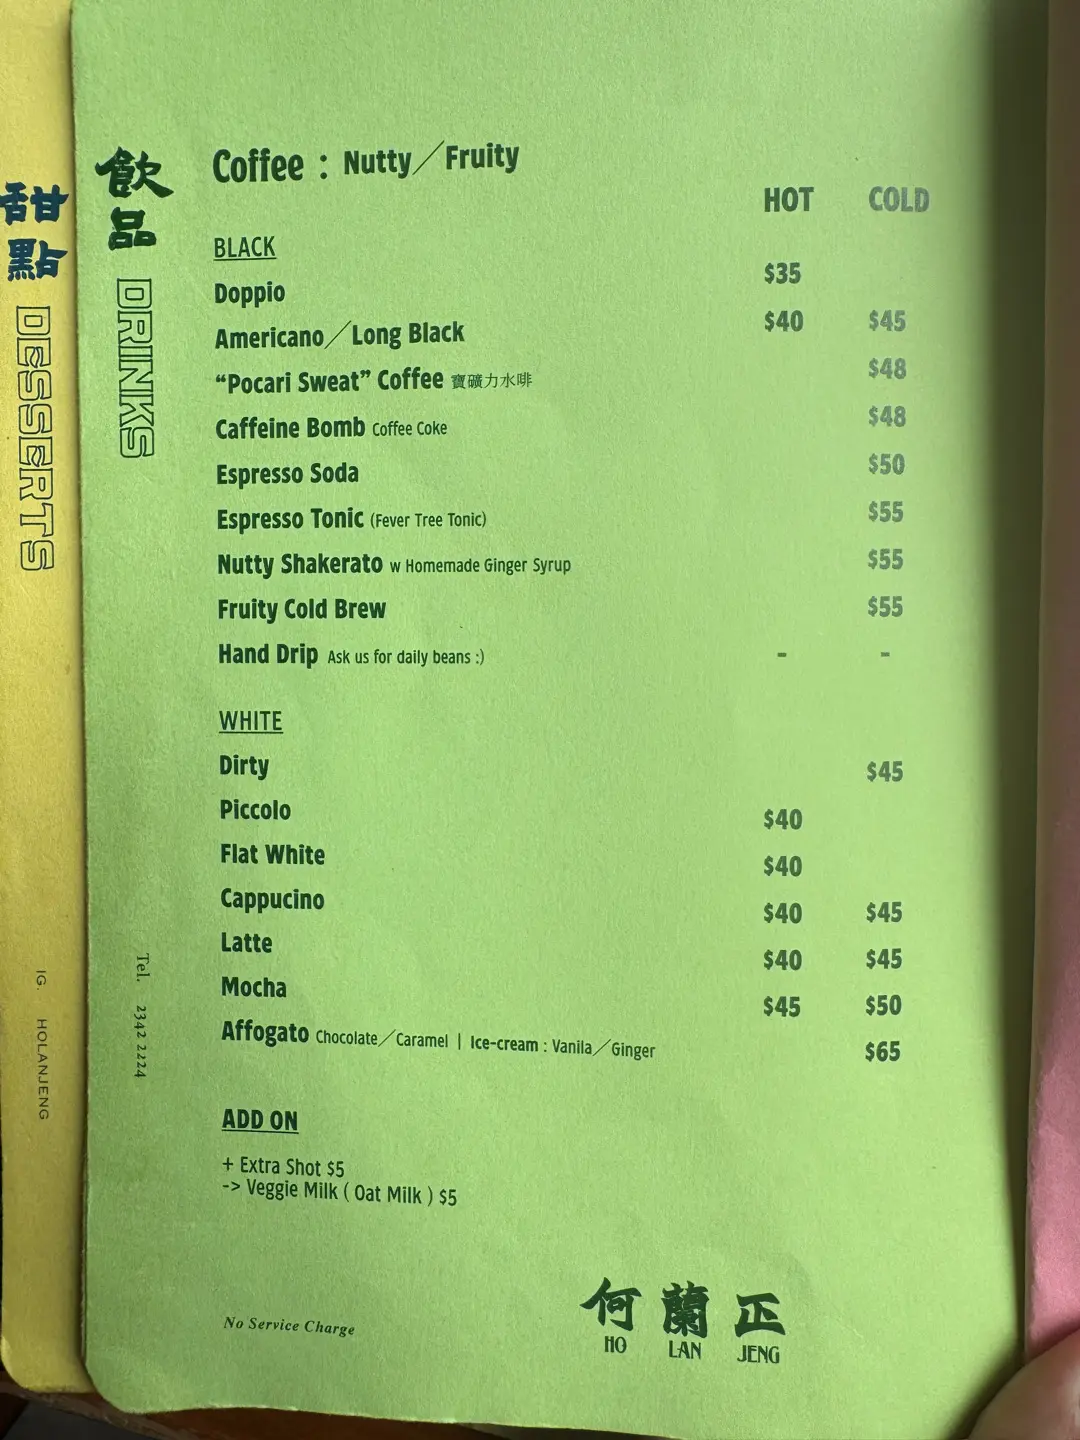 甜點
DESSERTS
IG. HOLANJENG
飲品
DRINKS
Tel. 2342 2224
Coffee : Nutty／Fruity
HOT COLD
BLACK
Doppio $35
Americano／Long Black $40 $45
“Pocari Sweat” Coffee 寶礦力水啡 $48
Caffeine Bomb Coffee Coke $48
Espresso Soda $50
Espresso Tonic (Fever Tree Tonic) $55
Nutty Shakerato w Homemade Ginger Syrup $55
Fruity Cold Brew $55
Hand Drip Ask us for daily beans :) - -
WHITE
Dirty $45
Piccolo $40
Flat White $40
Cappucino $40 $45
Latte $40 $45
Mocha $45 $50
Affogato Chocolate／Caramel | Ice-cream : Vanila／Ginger $65
ADD ON
+ Extra Shot $5
-> Veggie Milk ( Oat Milk ) $5
No Service Charge
何 蘭 正
HO LAN JENG